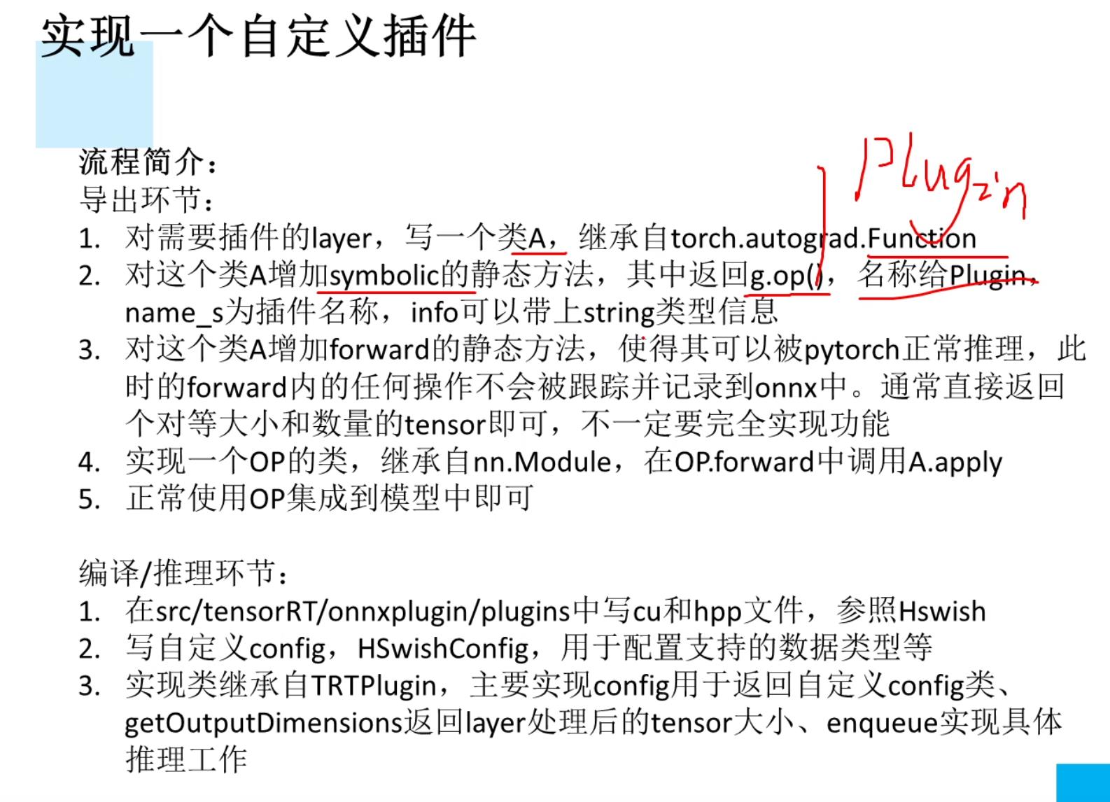 实现一个自定义插件
Plugin
流程简介：
导出环节：
1. 对需要插件的layer，写一个类A，继承自torch.autograd.Function
2. 对这个类A增加symbolic的静态方法，其中返回g.op()，名称给Plugin，
name_s为插件名称，info可以带上string类型信息
3. 对这个类A增加forward的静态方法，使得其可以被pytorch正常推理，此
时的forward内的任何操作不会被跟踪并记录到onnx中。通常直接返回
个对等大小和数量的tensor即可，不一定要完全实现功能
4. 实现一个OP的类，继承自nn.Module，在OP.forward中调用A.apply
5. 正常使用OP集成到模型中即可
编译/推理环节：
1. 在src/tensorRT/onnxplugin/plugins中写cu和hpp文件，参照Hswish
2. 写自定义config，HSwishConfig，用于配置支持的数据类型等
3. 实现类继承自TRTPlugin，主要实现config用于返回自定义config类、
getOutputDimensions返回layer处理后的tensor大小、enqueue实现具体
推理工作